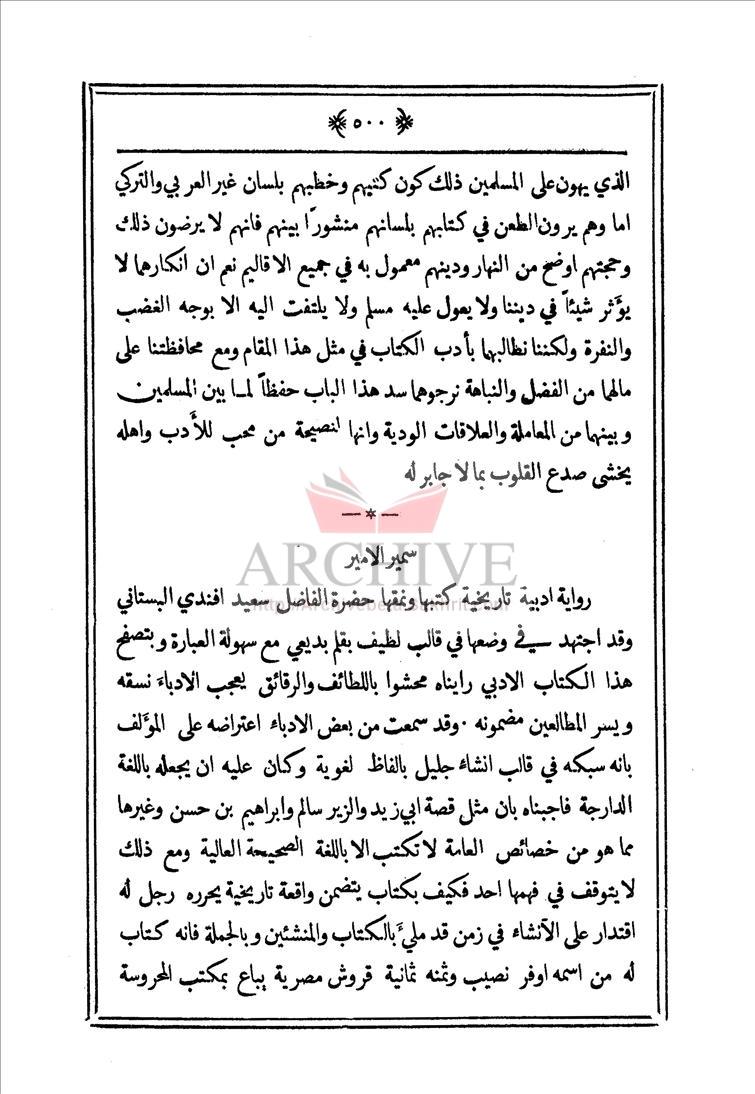 ٥٠٠
الذي يهون على المسلمين ذلك كون كتبهم وخطبهم بلسان غير العربي والتركي
اما وهم يرون الطعن في كتابهم بلسانهم منشورًا بينهم فانهم لا يرضون ذلك
وحجتهم اوضح من النهار ودينهم معمول به في جميع الاقاليم نعم ان انكارهما لا
يؤثر شيئاً في ديننا ولا يعول عليه مسلم ولا يلتفت اليه الا بوجه الغضب
والنفرة ولكننا نطالبهما بأدب الكتاب في مثل هذا المقام ومع محافظتنا على
مالهما من الفضل والنباهة نرجوهما سد هذا الباب حفظاً لما بين المسلمين
وبينهما من المعاملة والعلاقات الودية وانها لنصيحة من محب للأدب واهله
يخشى صدع القلوب بما لا جابر له
ARCHIVE
سمير الامير
رواية ادبية تاريخية كتبها ونمقها حضرة الفاضل سعيد افندي البستاني
وقد اجتهد في وضعها في قالب لطيف بقلم بديعي مع سهولة العبارة وبتصفح
هذا الكتاب الادبي رايناه محشوا باللطائف والرقائق يعجب الادباءَ نسقه
ويسر المطالعين مضمونه ٠ وقد سمعت من بعض الادباء اعتراضه على المؤلف
بانه سبكه في قالب انشاء جليل بالفاظ لغوية وكان عليه ان يجعله باللغة
الدارجة فاجبناه بان مثل قصة ابي زيد والزير سالم وابراهيم بن حسن وغيرها
مما هو من خصائص العامة لا تكتب الا باللغة الصحيحة العالية ومع ذلك
لا يتوقف في فهمها احد فكيف بكتاب يتضمن واقعة تاريخية يحرره رجل له
اقتدار على الآنشاء في زمن قد مليءَ بالكتاب والمنشئين وبالجملة فانه كتاب
له من اسمه اوفر نصيب وثمنه ثمانية قروش مصرية يباع بمكتب المحروسة